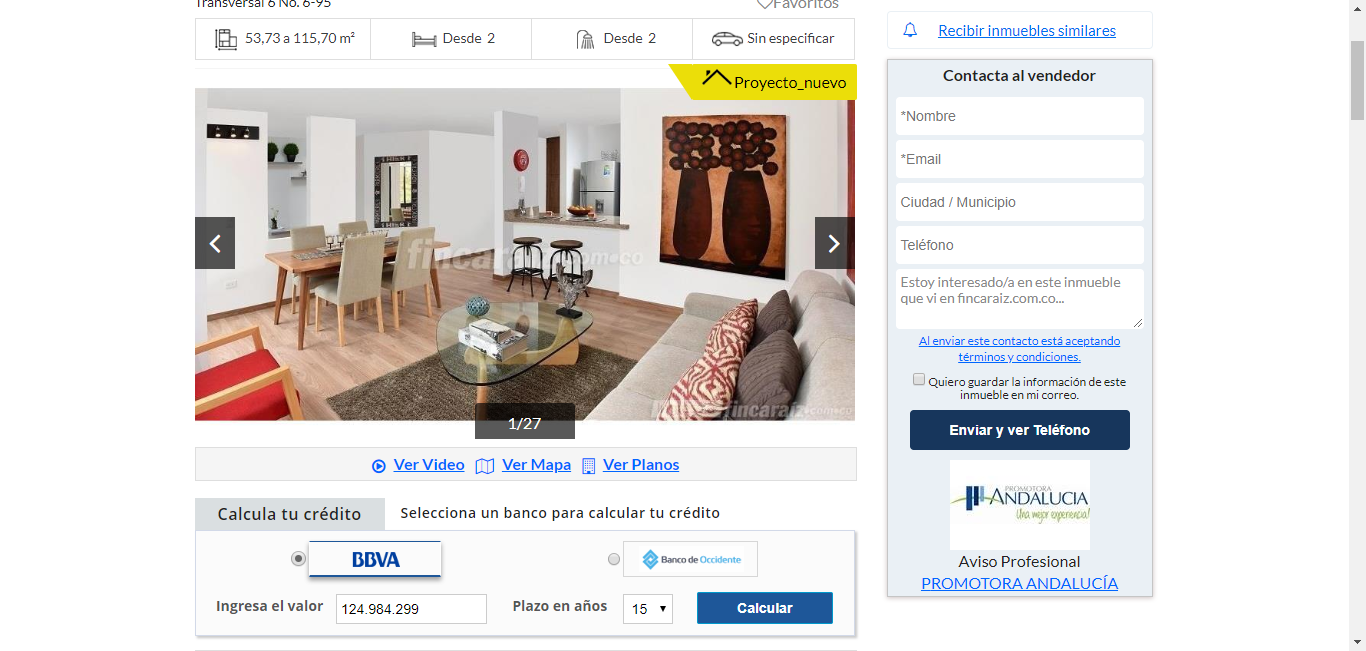 Transversal 6 No. 6-95
Favoritos
53,73 a 115,70 m²
Desde 2
Desde 2
Sin especificar
Proyecto_nuevo
fincaraiz.com.co
fincaraiz.com.co
1/27
Ver Video
Ver Mapa
Ver Planos
Calcula tu crédito
Selecciona un banco para calcular tu crédito
BBVA
Banco de Occidente
Ingresa el valor
124.984.299
Plazo en años
15
Calcular
Recibir inmuebles similares
Contacta al vendedor
*Nombre
*Email
Ciudad / Municipio
Teléfono
Estoy interesado/a en este inmueble
que vi en fincaraiz.com.co...
Al enviar este contacto está aceptando
términos y condiciones.
Quiero guardar la información de este
inmueble en mi correo.
Enviar y ver Teléfono
PROMOTORA
ANDALUCIA
Una mejor experiencia!
Aviso Profesional
PROMOTORA ANDALUCÍA